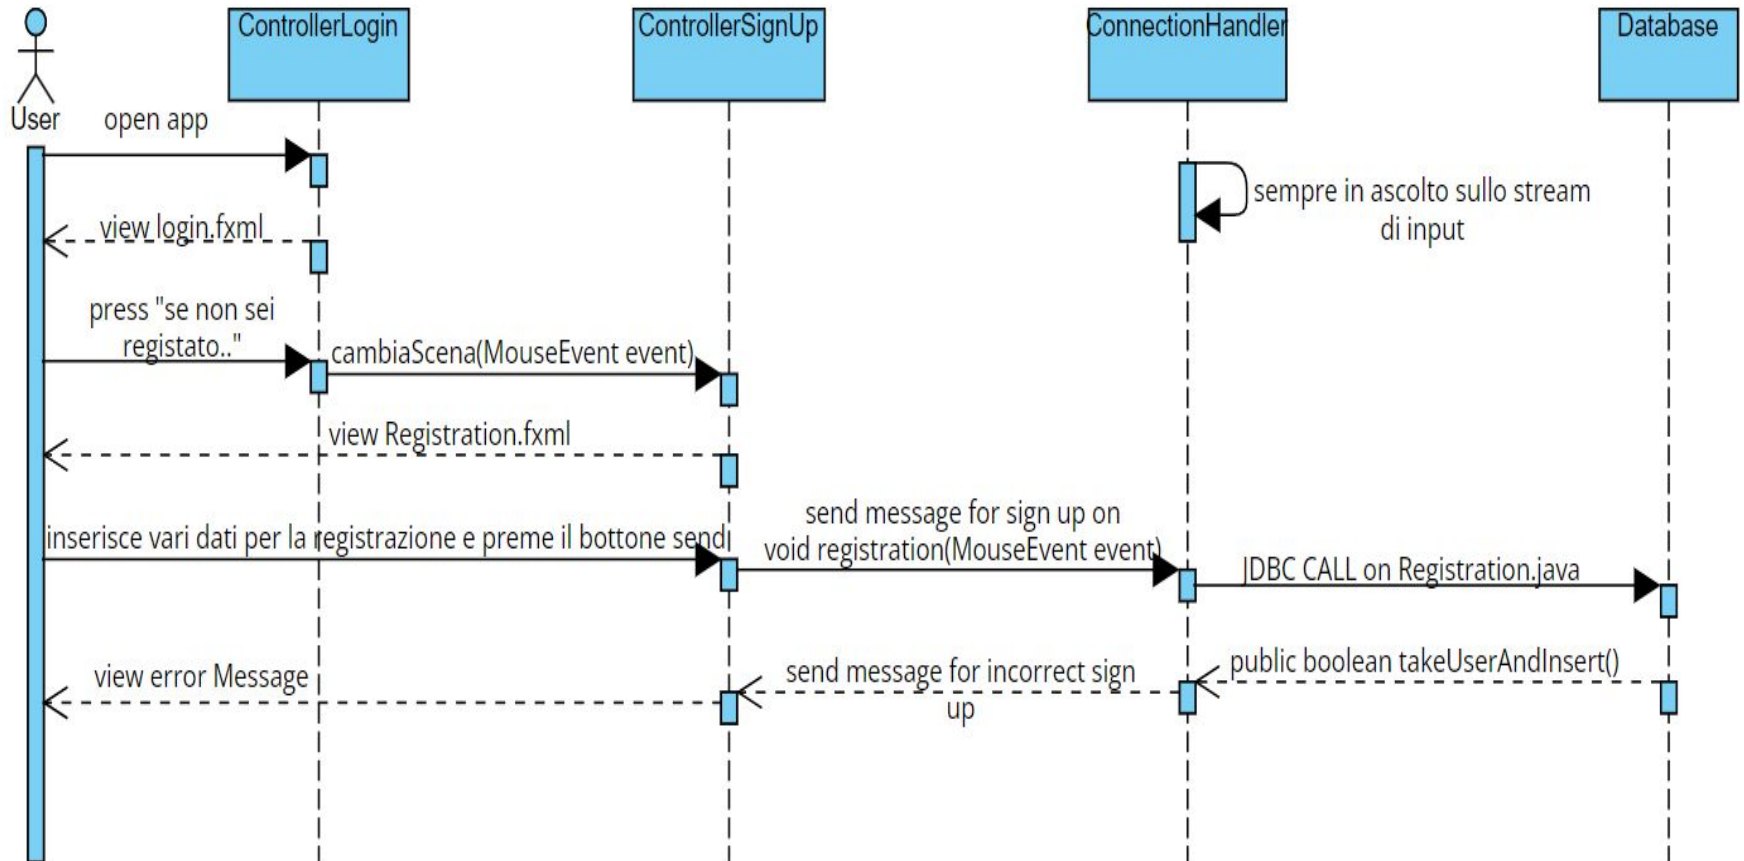 ControllerLogin
ControllerSignUp
ConnectionHandler
Database
User
open app
sempre in ascolto sullo stream
di input
view login.fxml
press "se non sei
registato.."
cambiaScena(MouseEvent event)
view Registration.fxml
inserisce vari dati per la registrazione e preme il bottone send
send message for sign up on
void registration(MouseEvent event)
JDBC CALL on Registration.java
public boolean takeUserAndInsert()
send message for incorrect sign
up
view error Message